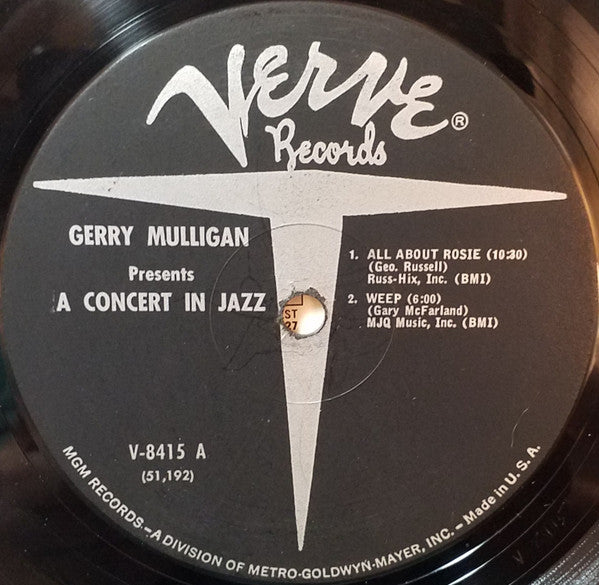 Verve®
Records
GERRY MULLIGAN
Presents
A CONCERT IN JAZZ
1. ALL ABOUT ROSIE (10:30)
(Geo. Russell)
Russ-Hix, Inc. (BMI)
2. WEEP (6:00)
(Gary McFarland)
MJQ Music, Inc. (BMI)
ST
27
V-8415 A
(51,192)
MGM RECORDS—A DIVISION OF METRO-GOLDWYN-MAYER, INC. – Made in U. S. A.